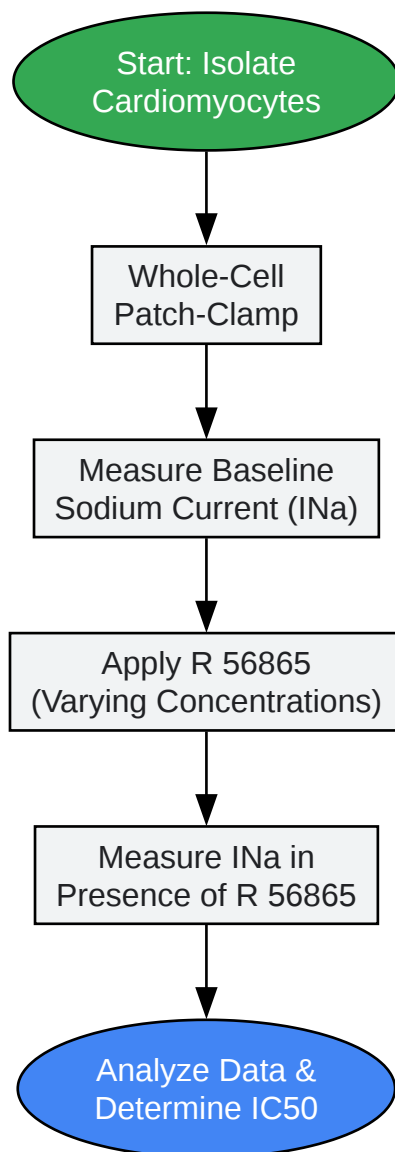 Start: Isolate
Cardiomyocytes
Whole-Cell
Patch-Clamp
Measure Baseline
Sodium Current (INa)
Apply R 56865
(Varying Concentrations)
Measure INa in
Presence of R 56865
Analyze Data &
Determine IC50